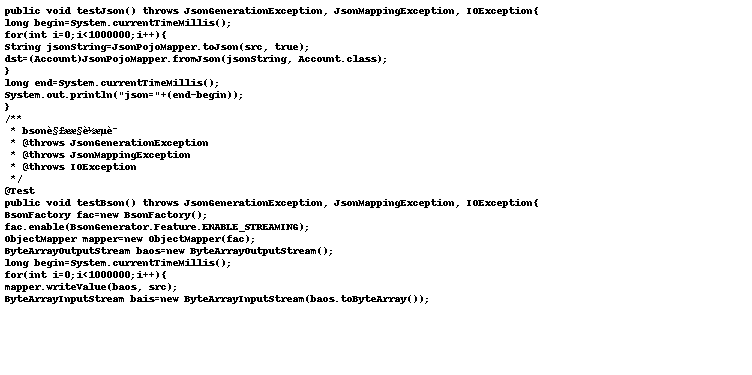 public void testJson() throws JsonGenerationException, JsonMappingException, IOException{
long begin=System.currentTimeMillis();
for(int i=0;i<1000000;i++){
String jsonString=JsonPojoMapper.toJson(src, true);
dst=(Account)JsonPojoMapper.fromJson(jsonString, Account.class);
}
long end=System.currentTimeMillis();
System.out.println("json="+(end-begin));
}
/**
* 
* @throws JsonGenerationException
* @throws JsonMappingException
* @throws IOException
*/
@Test
public void testBson() throws JsonGenerationException, JsonMappingException, IOException{
BsonFactory fac=new BsonFactory();
fac.enable(BsonGenerator.Feature.ENABLE_STREAMING);
ObjectMapper mapper=new ObjectMapper(fac);
ByteArrayOutputStream baos=new ByteArrayOutputStream();
long begin=System.currentTimeMillis();
for(int i=0;i<1000000;i++){
mapper.writeValue(baos, src);
ByteArrayInputStream bais=new ByteArrayInputStream(baos.toByteArray());